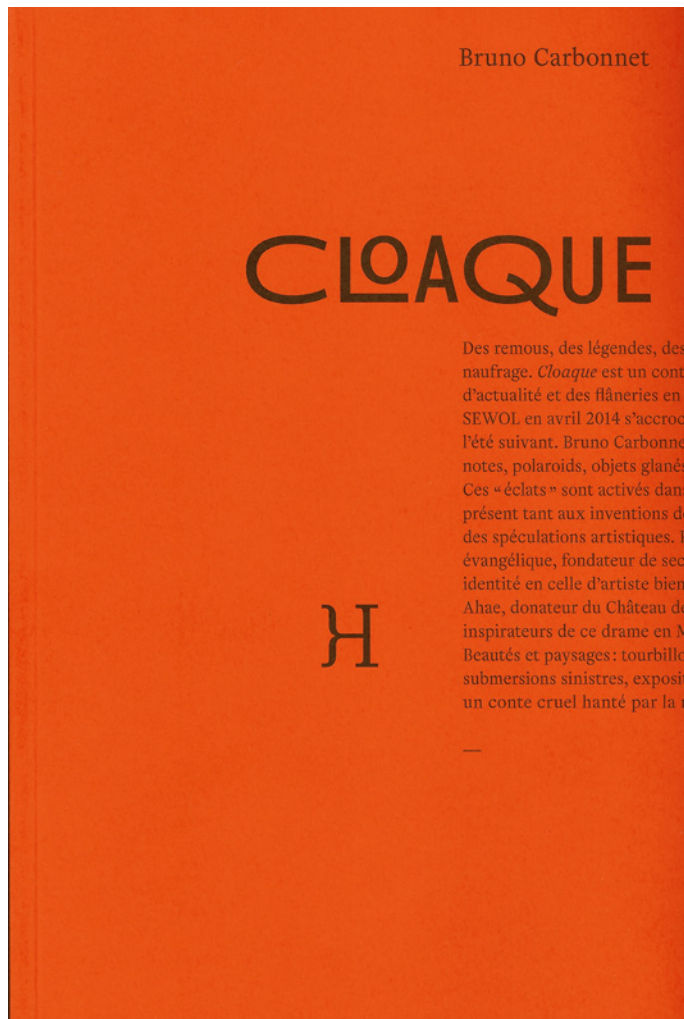 Bruno Carbonnet
CLOAQUE
Des remous, des légendes, des
naufrage. Cloaque est un cont
d'actualité et des flâneries en
SEWOL en avril 2014 s'accroc
l'été suivant. Bruno Carbonne
notes, polaroids, objets glanés
Ces “ éclats ” sont activés dans
présent tant aux inventions de
des spéculations artistiques.
évangélique, fondateur de sec
identité en celle d'artiste bien
Ahae, donateur du Château de
inspirateurs de ce drame en M
Beautés et paysages : tourbillo
submersions sinistres, exposit
un conte cruel hanté par la
H
—